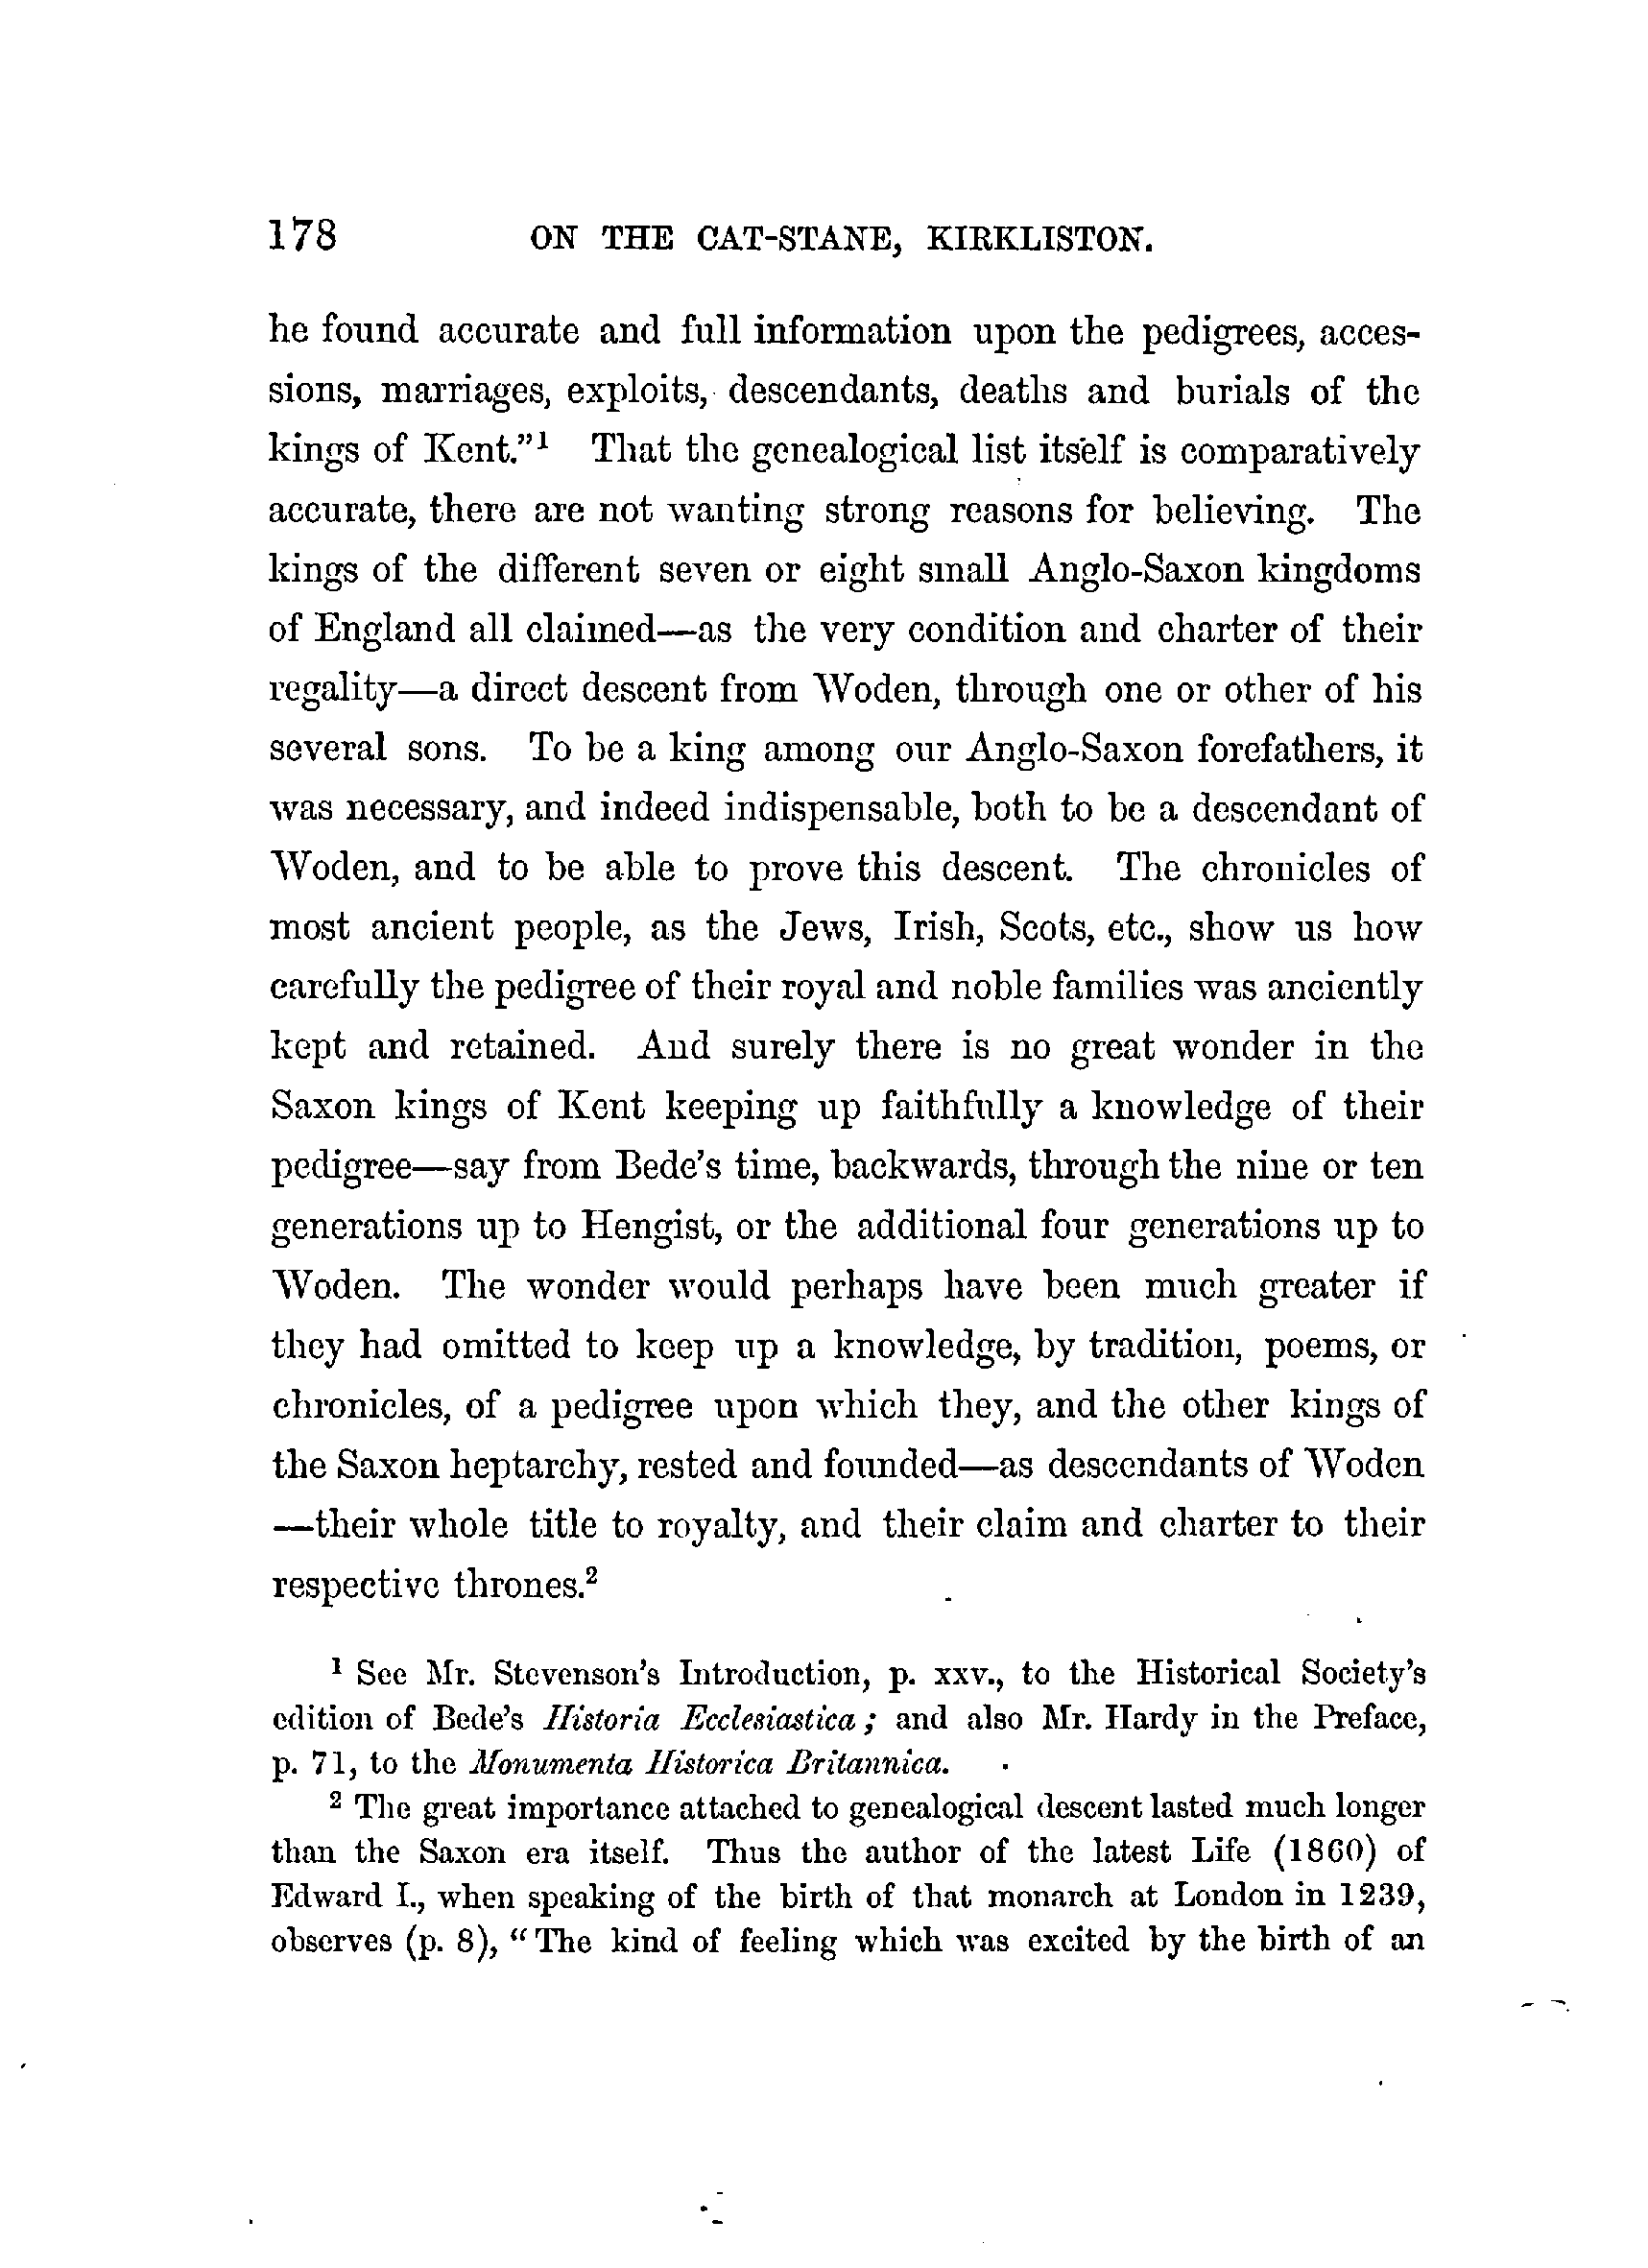 178 ON THE CAT-STANE, KIRKLISTON.
he found accurate and full information upon the pedigrees, acces-
sions, marriages, exploits, descendants, deaths and burials of the
kings of Kent.”¹ That the genealogical list itself is comparatively
accurate, there are not wanting strong reasons for believing. The
kings of the different seven or eight small Anglo-Saxon kingdoms
of England all claimed—as the very condition and charter of their
regality—a direct descent from Woden, through one or other of his
several sons. To be a king among our Anglo-Saxon forefathers, it
was necessary, and indeed indispensable, both to be a descendant of
Woden, and to be able to prove this descent. The chronicles of
most ancient people, as the Jews, Irish, Scots, etc., show us how
carefully the pedigree of their royal and noble families was anciently
kept and retained. And surely there is no great wonder in the
Saxon kings of Kent keeping up faithfully a knowledge of their
pedigree—say from Bede’s time, backwards, through the nine or ten
generations up to Hengist, or the additional four generations up to
Woden. The wonder would perhaps have been much greater if
they had omitted to keep up a knowledge, by tradition, poems, or
chronicles, of a pedigree upon which they, and the other kings of
the Saxon heptarchy, rested and founded—as descendants of Woden
—their whole title to royalty, and their claim and charter to their
respective thrones.²
¹ See Mr. Stevenson’s Introduction, p. xxv., to the Historical Society’s
edition of Bede’s Historia Ecclesiastica; and also Mr. Hardy in the Preface,
p. 71, to the Monumenta Historica Britannica.
² The great importance attached to genealogical descent lasted much longer
than the Saxon era itself. Thus the author of the latest Life (1860) of
Edward I., when speaking of the birth of that monarch at London in 1239,
observes (p. 8), “The kind of feeling which was excited by the birth of an